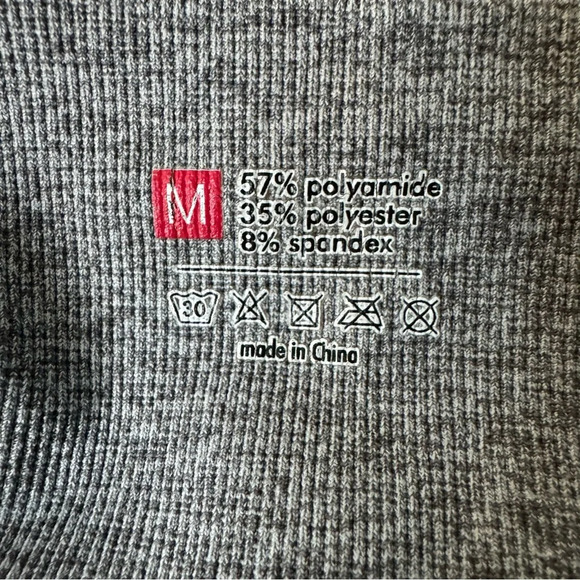 M
57% polyamide
35% polyester
8% spandex
30
made in China